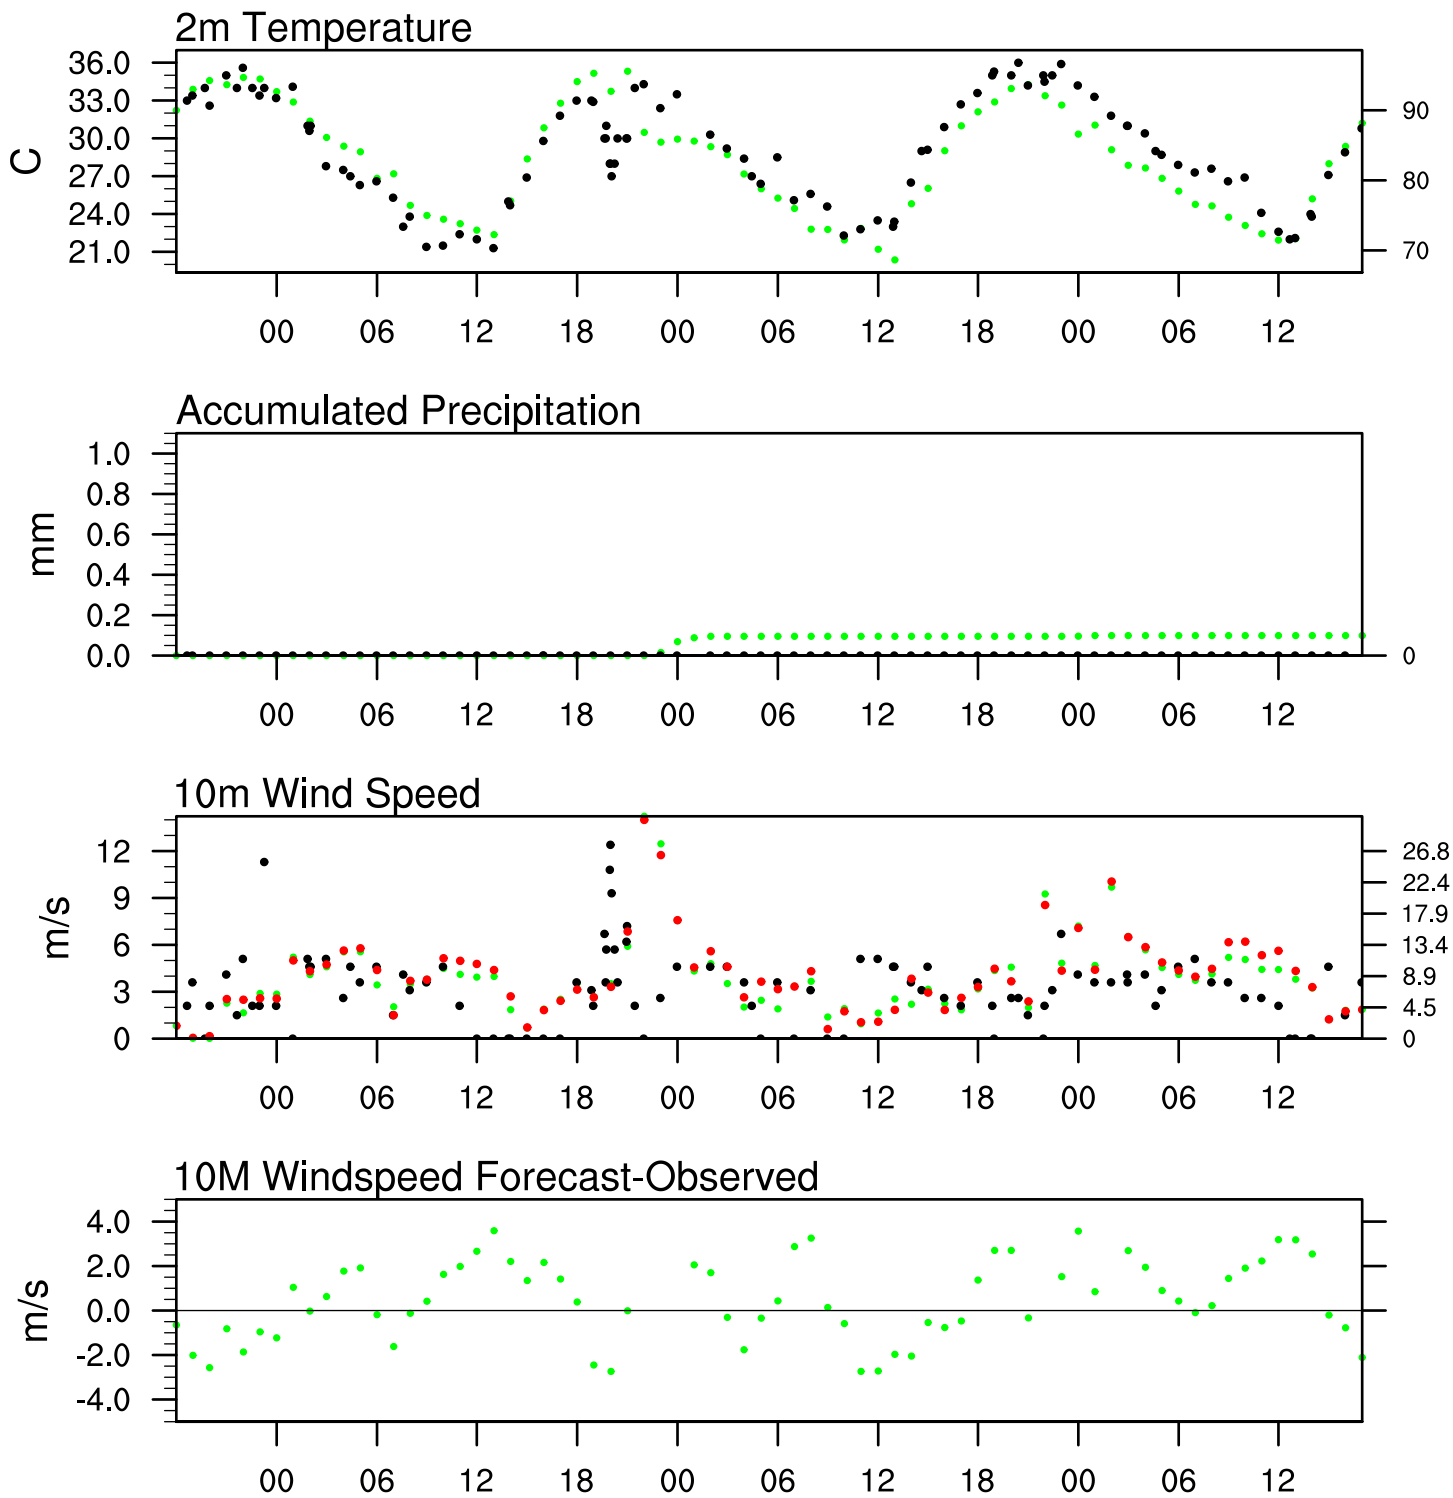 2m Temperature
36.0
33.0
30.0
27.0
24.0
21.0
C
90
80
70
00 06 12 18 00 06 12 18 00 06 12
Accumulated Precipitation
1.0
0.8
0.6
0.4
0.2
0.0
mm
0
00 06 12 18 00 06 12 18 00 06 12
10m Wind Speed
12
9
6
3
0
m/s
26.8
22.4
17.9
13.4
8.9
4.5
0
00 06 12 18 00 06 12 18 00 06 12
10M Windspeed Forecast-Observed
4.0
2.0
0.0
-2.0
-4.0
m/s
00 06 12 18 00 06 12 18 00 06 12